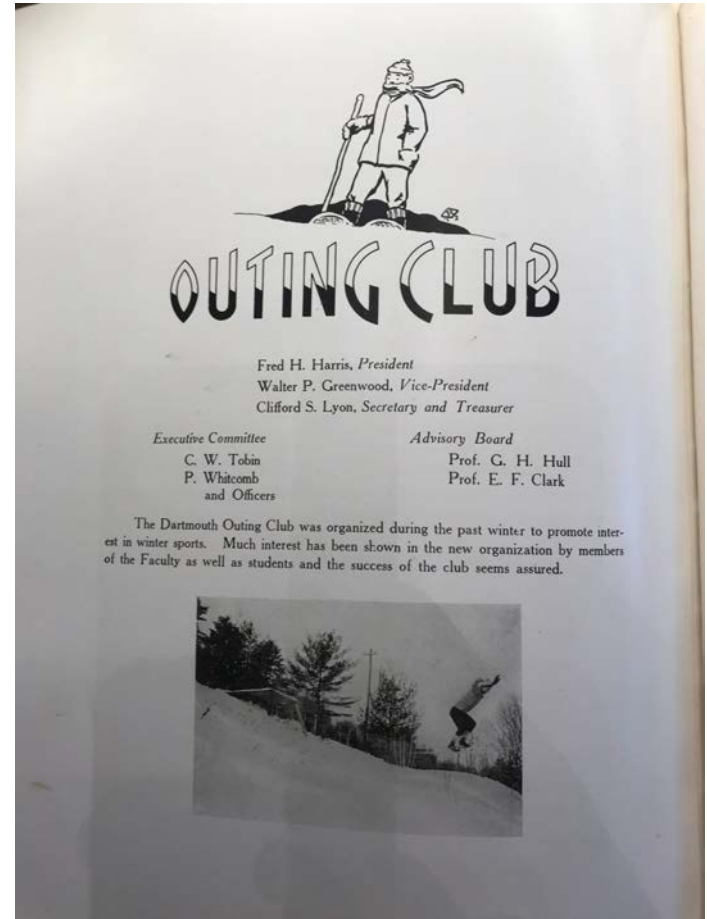 OUTING CLUB
Fred H. Harris, President
Walter P. Greenwood, Vice-President
Clifford S. Lyon, Secretary and Treasurer
Executive Committee
C. W. Tobin
P. Whitcomb
and Officers
Advisory Board
Prof. G. H. Hull
Prof. E. F. Clark
The Dartmouth Outing Club was organized during the past winter to promote inter-
est in winter sports. Much interest has been shown in the new organization by members
of the Faculty as well as students and the success of the club seems assured.